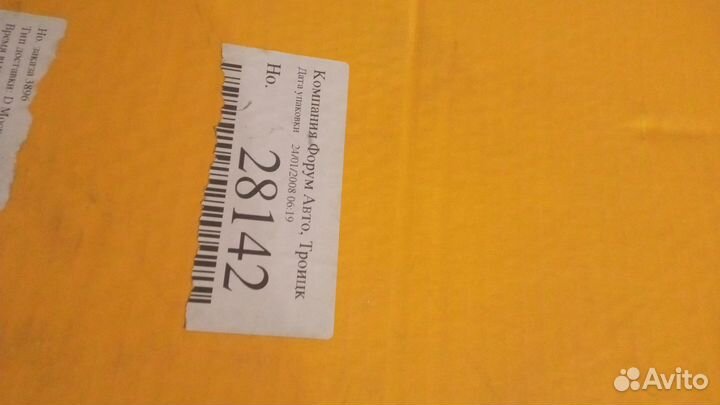 Но. заказа 3896
Тип доставки: D
Время
Компания Форум Авто, Троицк
Дата упаковки 24/01/2008 06:19
Но.
28142
Avito